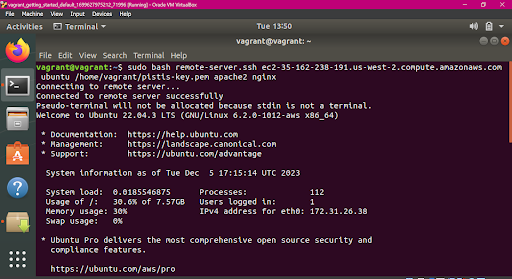 vagrant_getting_started_default_1699627975212_71996 [Running] - Oracle VM VirtualBox
File Machine View Input Devices Help
Activities Terminal Tue 13:50
vagrant@vagrant: ~
File Edit View Search Terminal Help
vagrant@vagrant:~$ sudo bash remote-server.ssh ec2-35-162-238-191.us-west-2.compute.amazonaws.com
ubuntu /home/vagrant/pistis-key.pem apache2 nginx
Connecting to remote server...
Connected to remote server successfully
Pseudo-terminal will not be allocated because stdin is not a terminal.
Welcome to Ubuntu 22.04.3 LTS (GNU/Linux 6.2.0-1012-aws x86_64)
* Documentation: https://help.ubuntu.com
* Management: https://landscape.canonical.com
* Support: https://ubuntu.com/advantage
System information as of Tue Dec 5 17:15:14 UTC 2023
System load: 0.0185546875 Processes: 112
Usage of /: 30.6% of 7.57GB Users logged in: 1
Memory usage: 30% IPv4 address for eth0: 172.31.26.38
Swap usage: 0%
* Ubuntu Pro delivers the most comprehensive open source security and
compliance features.
https://ubuntu.com/aws/pro